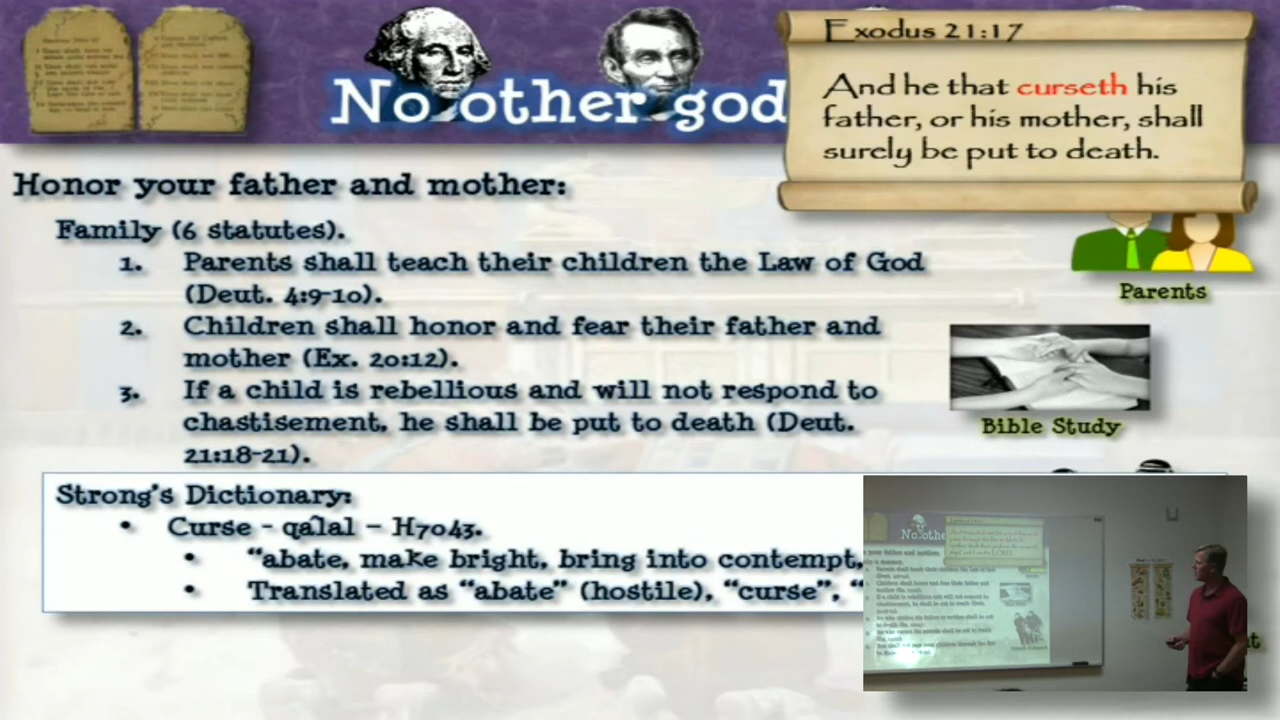 No other god
Exodus 21:17
And he that curseth his
father, or his mother, shall
surely be put to death.
Honor your father and mother:
Family (6 statutes).
1. Parents shall teach their children the Law of God
(Deut. 4:9-10).
2. Children shall honor and fear their father and
mother (Ex. 20:12).
3. If a child is rebellious and will not respond to
chastisement, he shall be put to death (Deut.
21:18-21).
Parents
Bible Study
Strong's Dictionary:
• Curse - qâlal – H7043.
• "abate, make bright, bring into contempt,
• Translated as "abate" (hostile), "curse", "